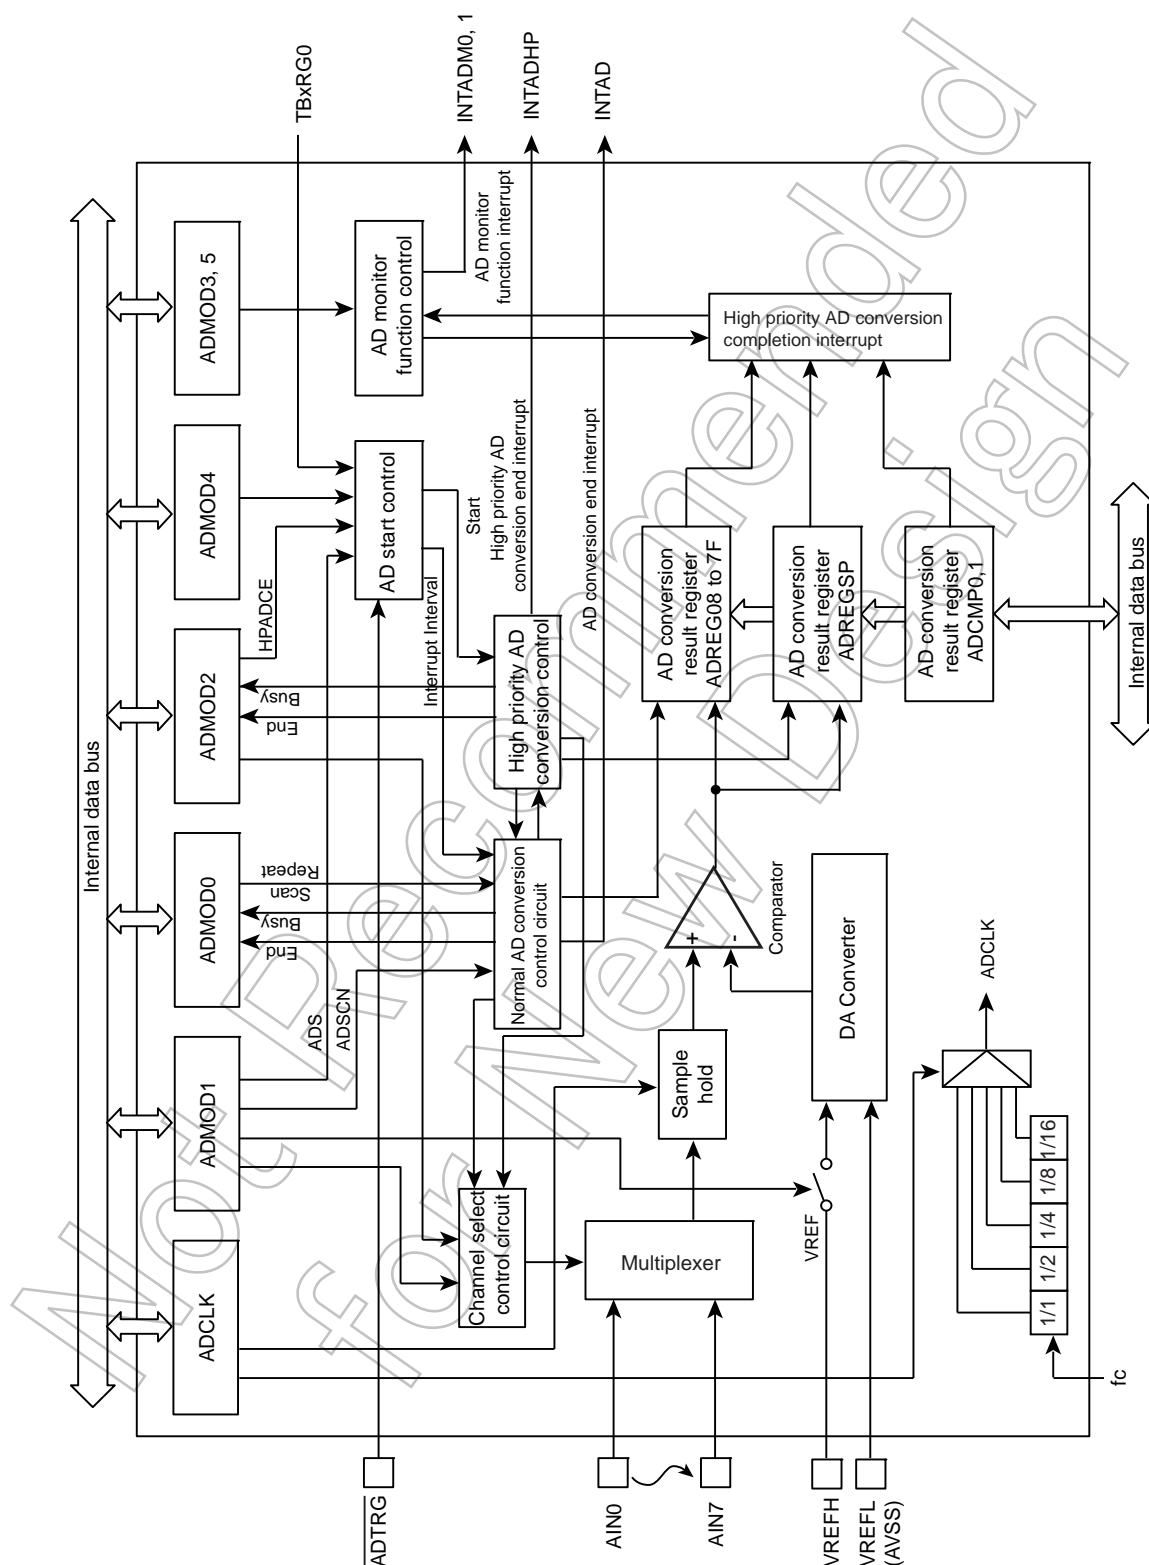 Internal data bus
ADCLK
ADMOD1
ADMOD0
ADMOD2
ADMOD4
ADMOD3, 5
ADS
ADSCN
End
Busy
Scan
Repeat
End
Busy
HPADCE
TBxRG0
ADTRG
AD start control
AD monitor
function control
Interrupt Interval
Start
AD monitor
function interrupt
INTADM0, 1
High priority AD
conversion end interrupt
INTADHP
AD conversion end interrupt
INTAD
Channel select
control circuit
Normal AD conversion
control circuit
High priority AD
conversion control
AIN0
AIN7
Multiplexer
Sample
hold
+
-
Comparator
AD conversion
result register
ADREG08 to 7F
AD conversion
result register
ADREGSP
AD conversion
result register
ADCMP0,1
High priority AD conversion
completion interrupt
VREFH
VREFL
(AVSS)
VREF
DA Converter
ADCLK
fc
1/1
1/2
1/4
1/8
1/16
Internal data bus
Not Recommended
for New Design